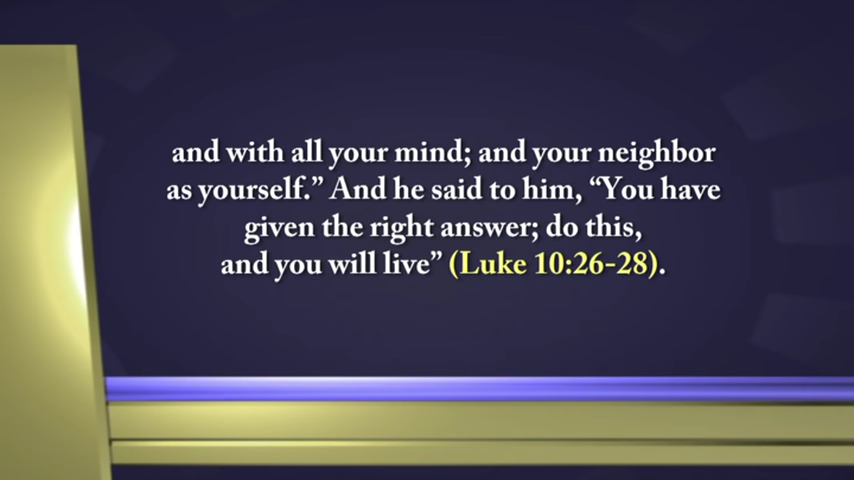 and with all your mind; and your neighbor
as yourself.” And he said to him, “You have
given the right answer; do this,
and you will live” (Luke 10:26-28).